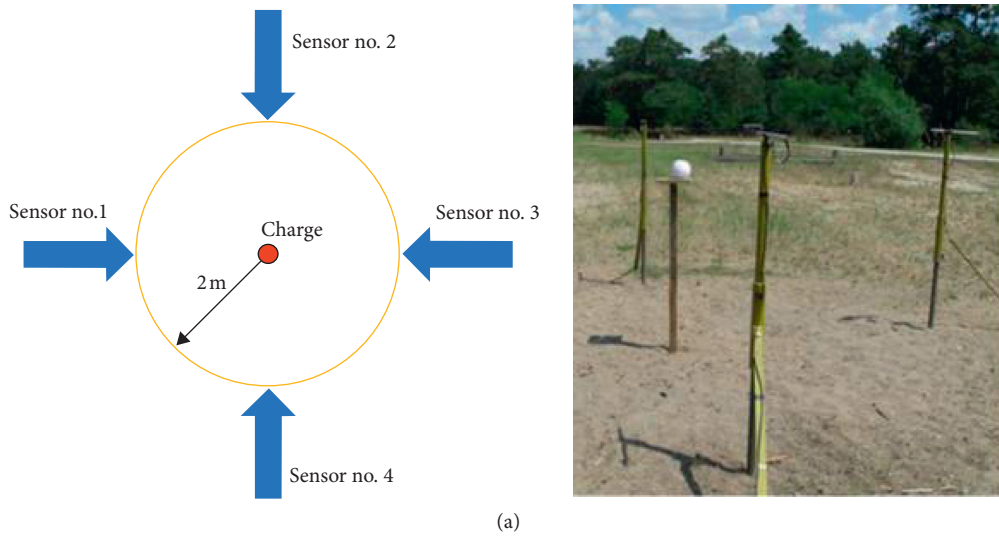 Sensor no. 2
Sensor no.1
Sensor no. 3
Charge
2 m
Sensor no. 4
(a)